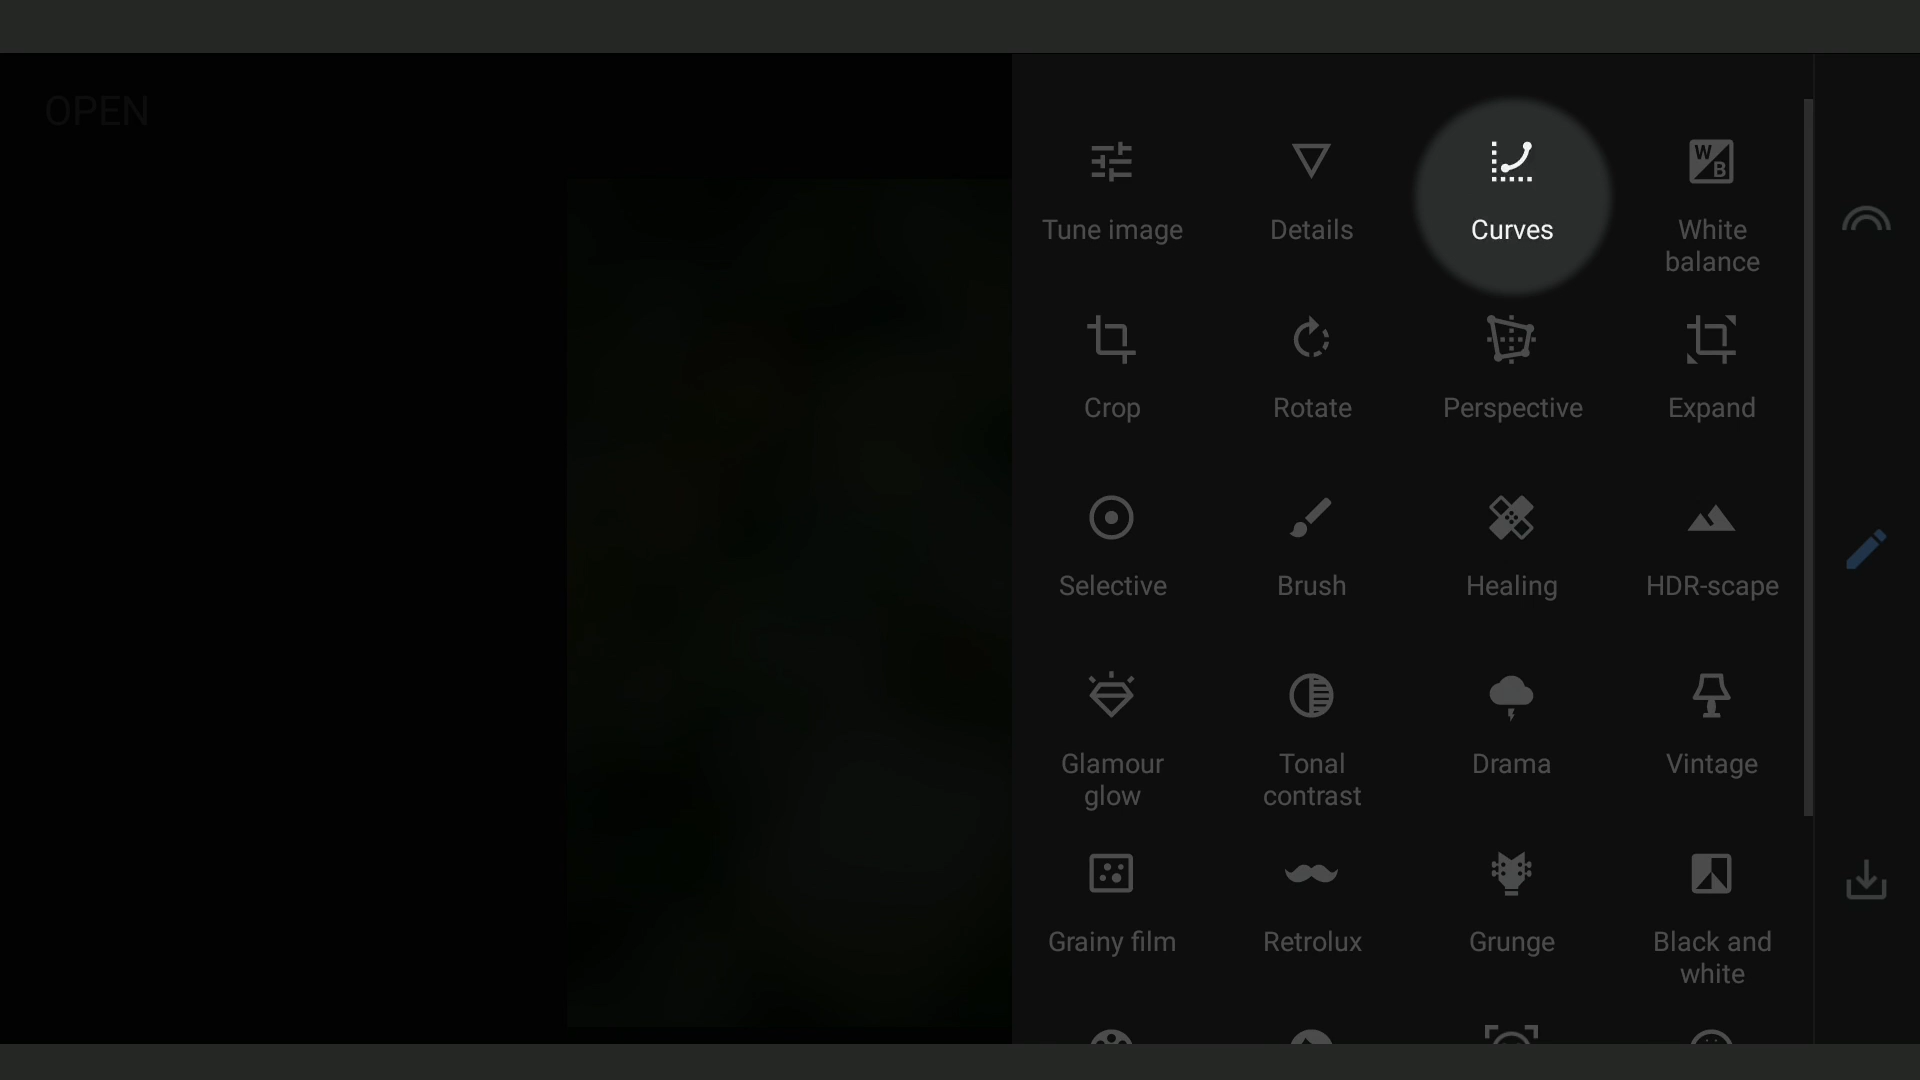 OPEN
Tune image
Details
Curves
White
balance
Crop
Rotate
Perspective
Expand
Selective
Brush
Healing
HDR-scape
Glamour
glow
Tonal
contrast
Drama
Vintage
Grainy film
Retrolux
Grunge
Black and
white